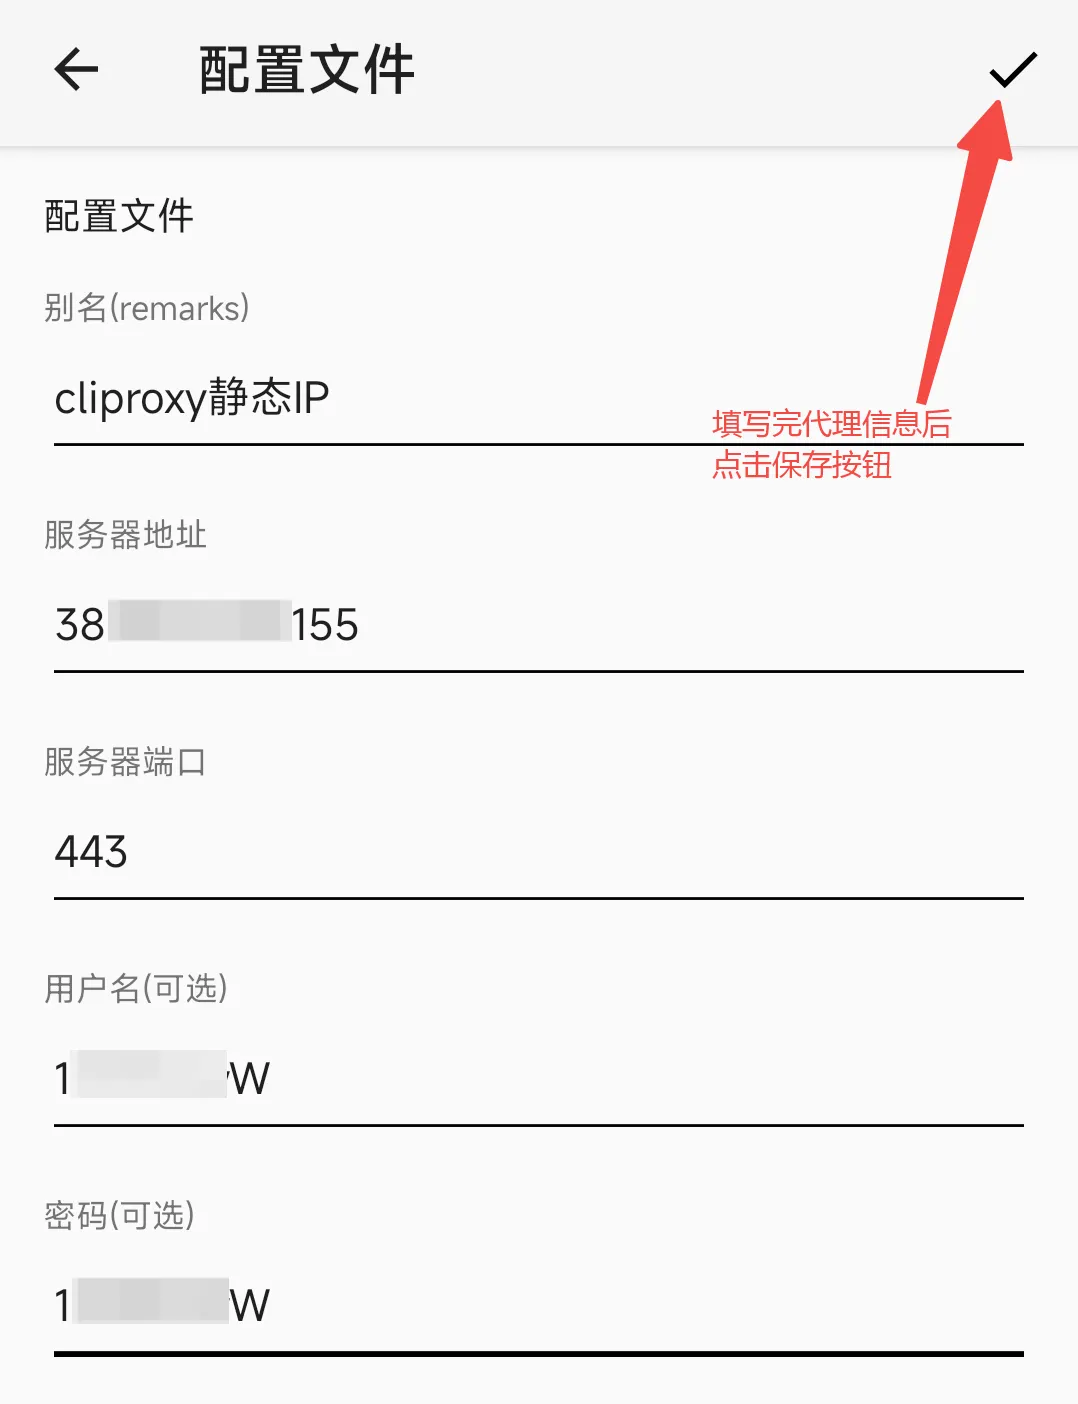 配置文件
配置文件
别名(remarks)
cliproxy静态IP
填写完代理信息后
点击保存按钮
服务器地址
38 155
服务器端口
443
用户名(可选)
1 W
密码(可选)
1 W